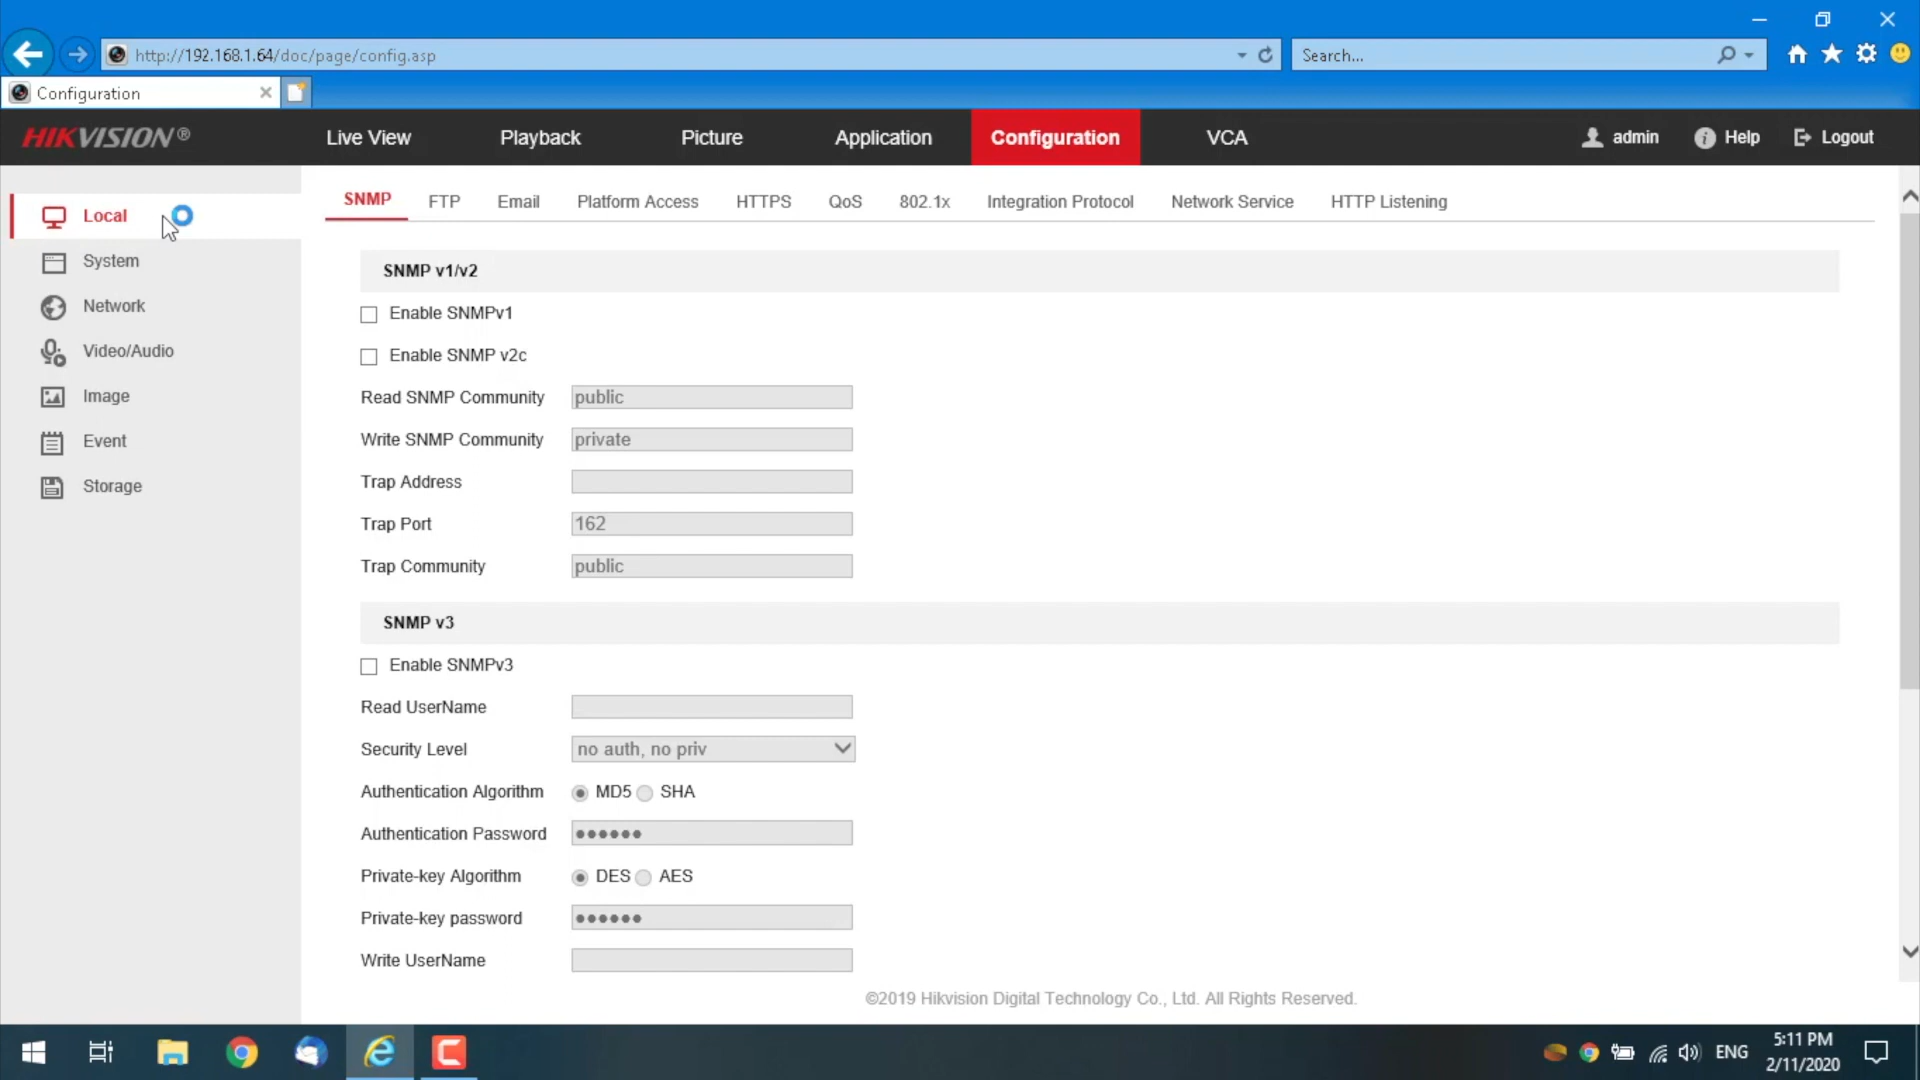 http://192.168.1.64/doc/page/config.asp
Search...
Configuration
HIKVISION®
Live View
Playback
Picture
Application
Configuration
VCA
admin
Help
Logout
Local
System
Network
Video/Audio
Image
Event
Storage
SNMP
FTP
Email
Platform Access
HTTPS
QoS
802.1x
Integration Protocol
Network Service
HTTP Listening
SNMP v1/v2
Enable SNMPv1
Enable SNMP v2c
Read SNMP Community public
Write SNMP Community private
Trap Address
Trap Port 162
Trap Community public
SNMP v3
Enable SNMPv3
Read UserName
Security Level no auth, no priv
Authentication Algorithm MD5 SHA
Authentication Password ●●●●●●
Private-key Algorithm DES AES
Private-key password ●●●●●●
Write UserName
©2019 Hikvision Digital Technology Co., Ltd. All Rights Reserved.
ENG
5:11 PM
2/11/2020